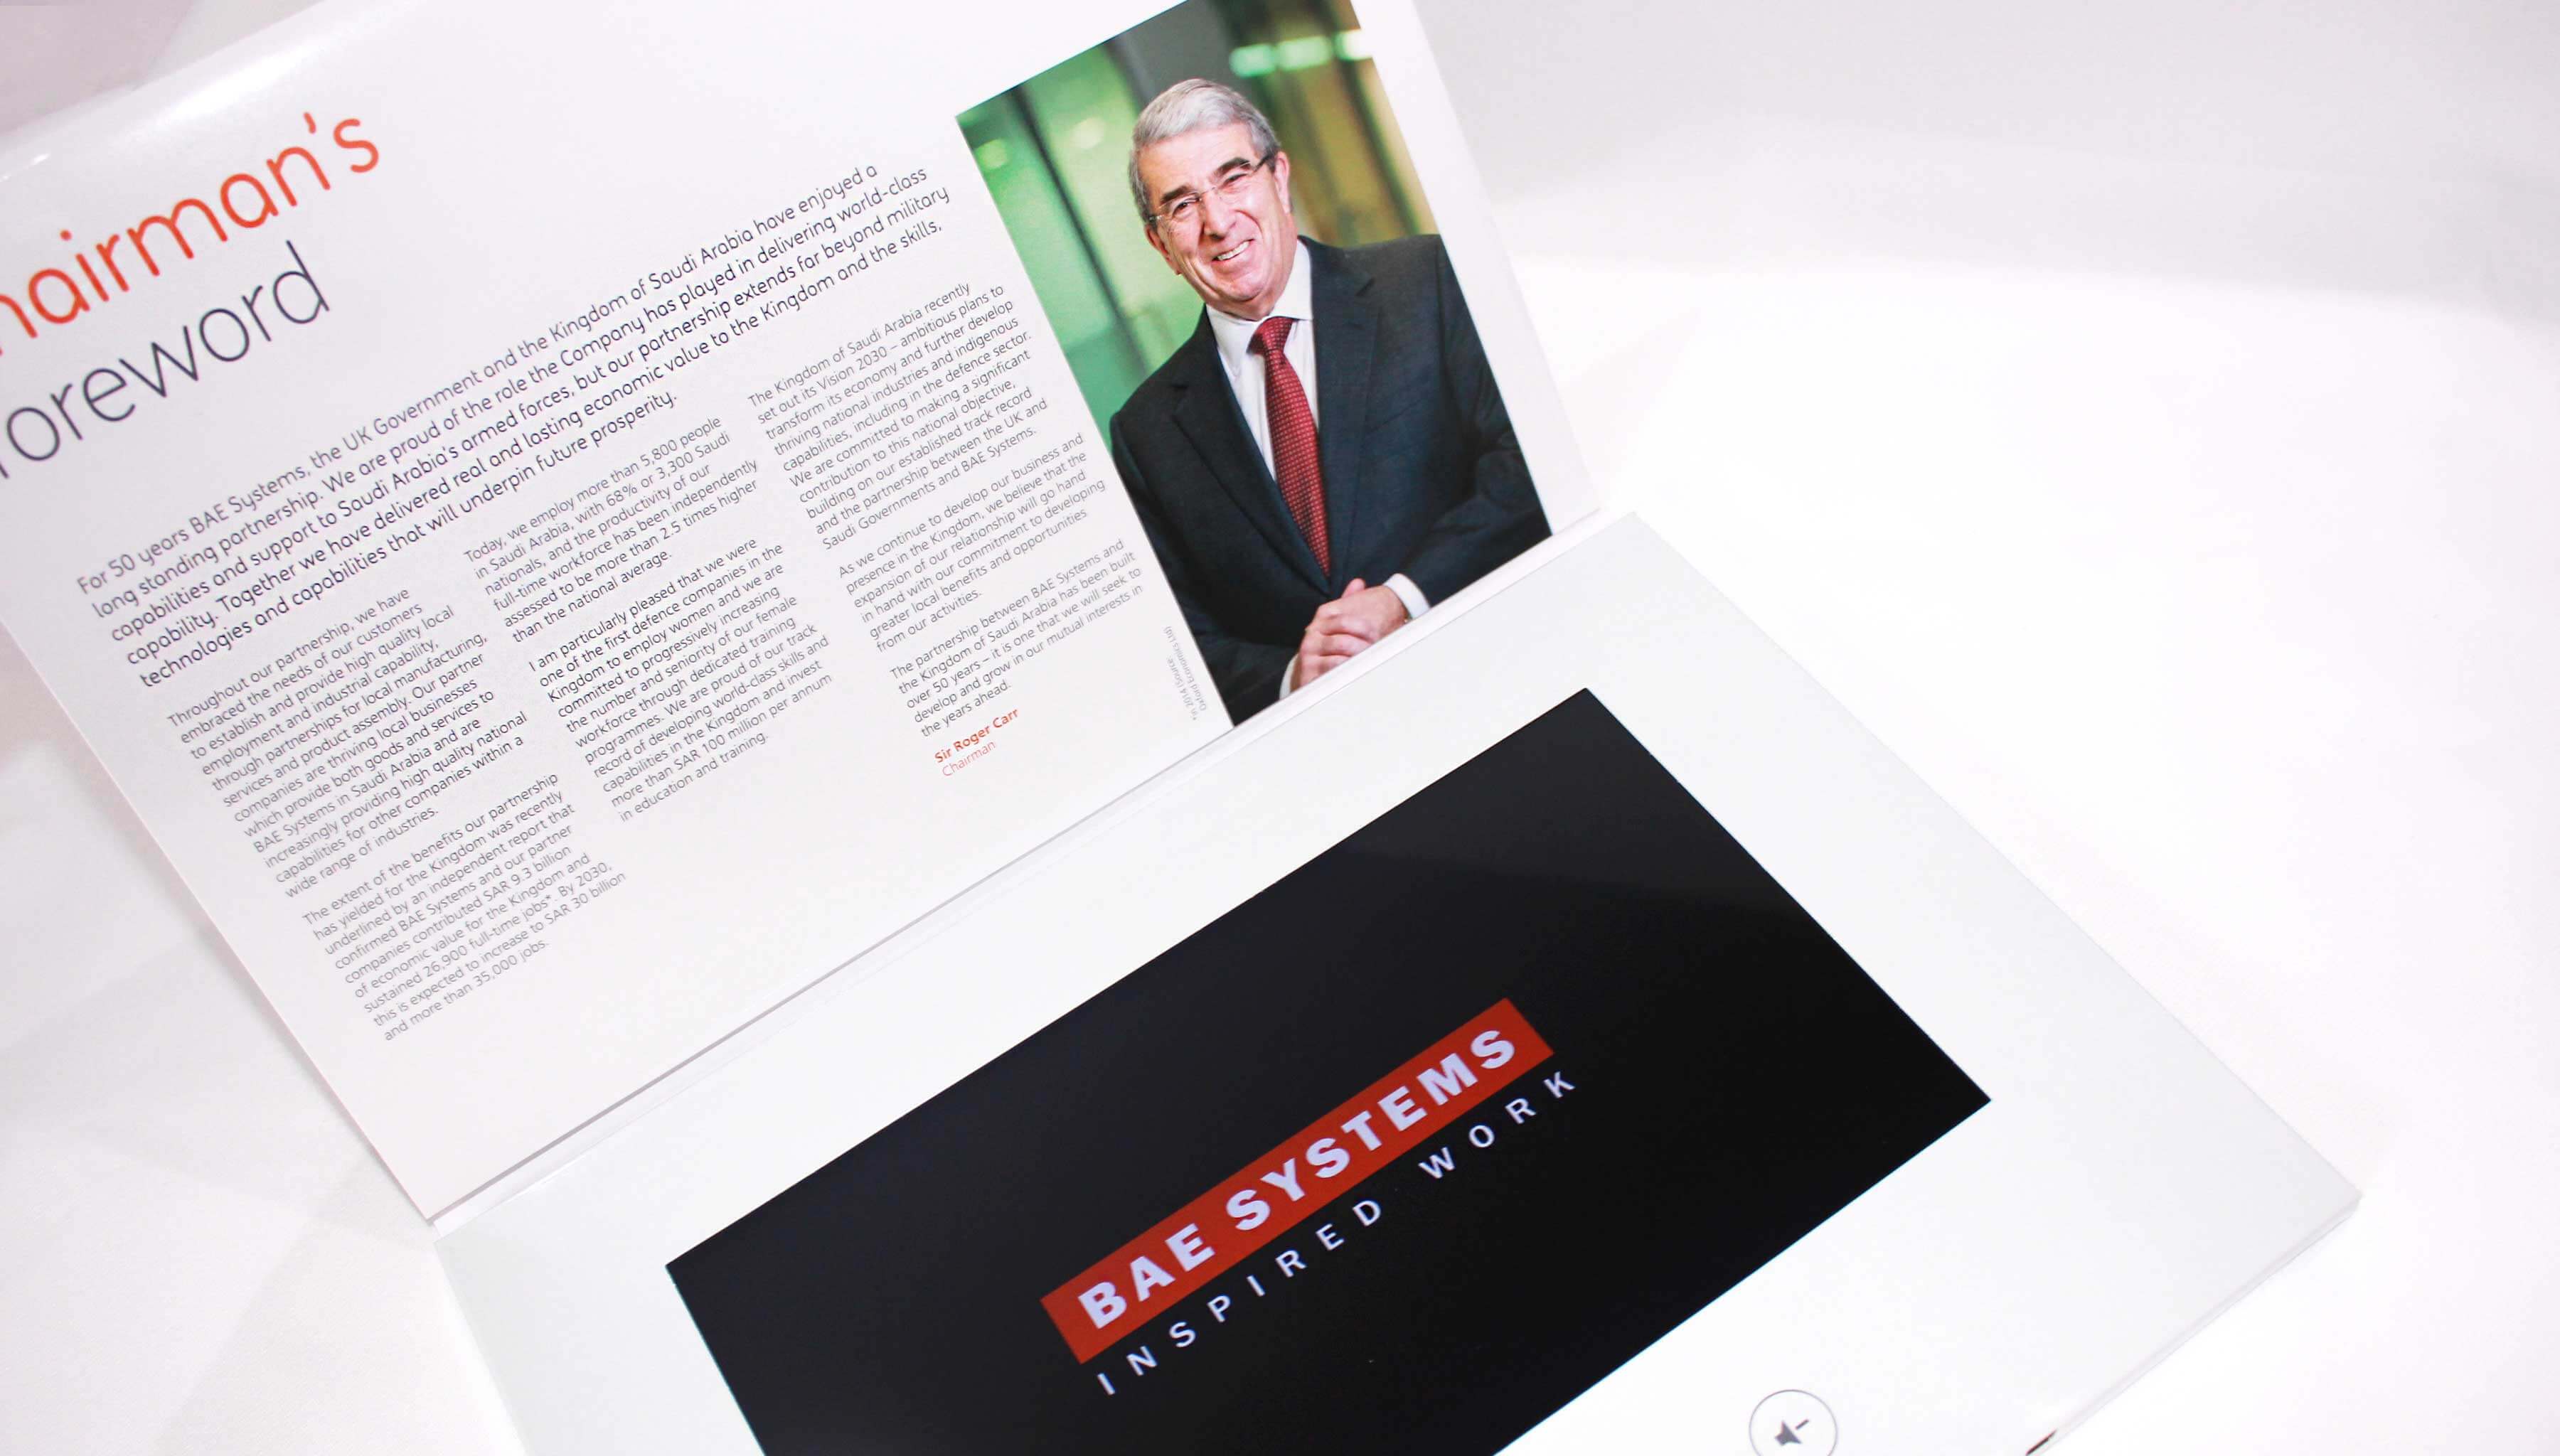 hairman's
foreword
For 50 years BAE Systems, the UK Government and the Kingdom of Saudi Arabia have enjoyed a
long standing partnership. We are proud of the role the Company has played in delivering world-class
capabilities and support to Saudi Arabia's armed forces, but our partnership extends far beyond military
capability. Together we have delivered real and lasting economic value to the Kingdom and the skills,
technologies and capabilities that will underpin future prosperity.
Throughout our partnership, we have
embraced the needs of our customers
to establish and provide high quality local
employment and industrial capability,
through partnerships for local manufacturing,
services and product assembly. Our partner
companies are thriving local businesses
which provide both goods and services to
BAE Systems in Saudi Arabia and are
increasingly providing high quality national
capabilities for other companies within a
wide range of industries.
The extent of the benefits our partnership
has yielded for the Kingdom was recently
underlined by an independent report that
confirmed BAE Systems and our partner
companies contributed SAR 9.3 billion
of economic value for the Kingdom and
sustained 26,900 full-time jobs*. By 2030,
this is expected to increase to SAR 30 billion
and more than 35,000 jobs.
Today, we employ more than 5,800 people
in Saudi Arabia, with 68% or 3,300 Saudi
nationals, and the productivity of our
full-time workforce has been independently
assessed to be more than 2.5 times higher
than the national average.
I am particularly pleased that we were
one of the first defence companies in the
Kingdom to employ women and we are
committed to progressively increasing
the number and seniority of our female
workforce through dedicated training
programmes. We are proud of our track
record of developing world-class skills and
capabilities in the Kingdom and invest
more than SAR 100 million per annum
in education and training.
The Kingdom of Saudi Arabia recently
set out its Vision 2030 – ambitious plans to
transform its economy and further develop
thriving national industries and indigenous
capabilities, including in the defence sector.
We are committed to making a significant
contribution to this national objective,
building on our established track record
and the partnership between the UK and
Saudi Governments and BAE Systems.
As we continue to develop our business and
presence in the Kingdom, we believe that the
expansion of our relationship will go hand
in hand with our commitment to developing
greater local benefits and opportunities
from our activities.
The partnership between BAE Systems and
the Kingdom of Saudi Arabia has been built
over 50 years – it is one that we will seek to
develop and grow in our mutual interests in
the years ahead.
Sir Roger Carr
Chairman
*in 2014 (Source:
Oxford Economics Ltd)
BAE SYSTEMS
INSPIRED WORK